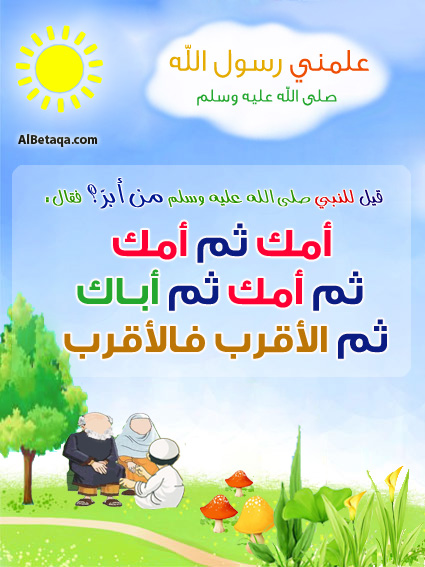 علمني رسول الله
صلى الله عليه وسلم
AlBetaqa.com
قيل للنبي صلى الله عليه وسلم من أبرّ؟ فقال:
أمك ثم أمك
ثم أمك ثم أباك
ثم الأقرب فالأقرب